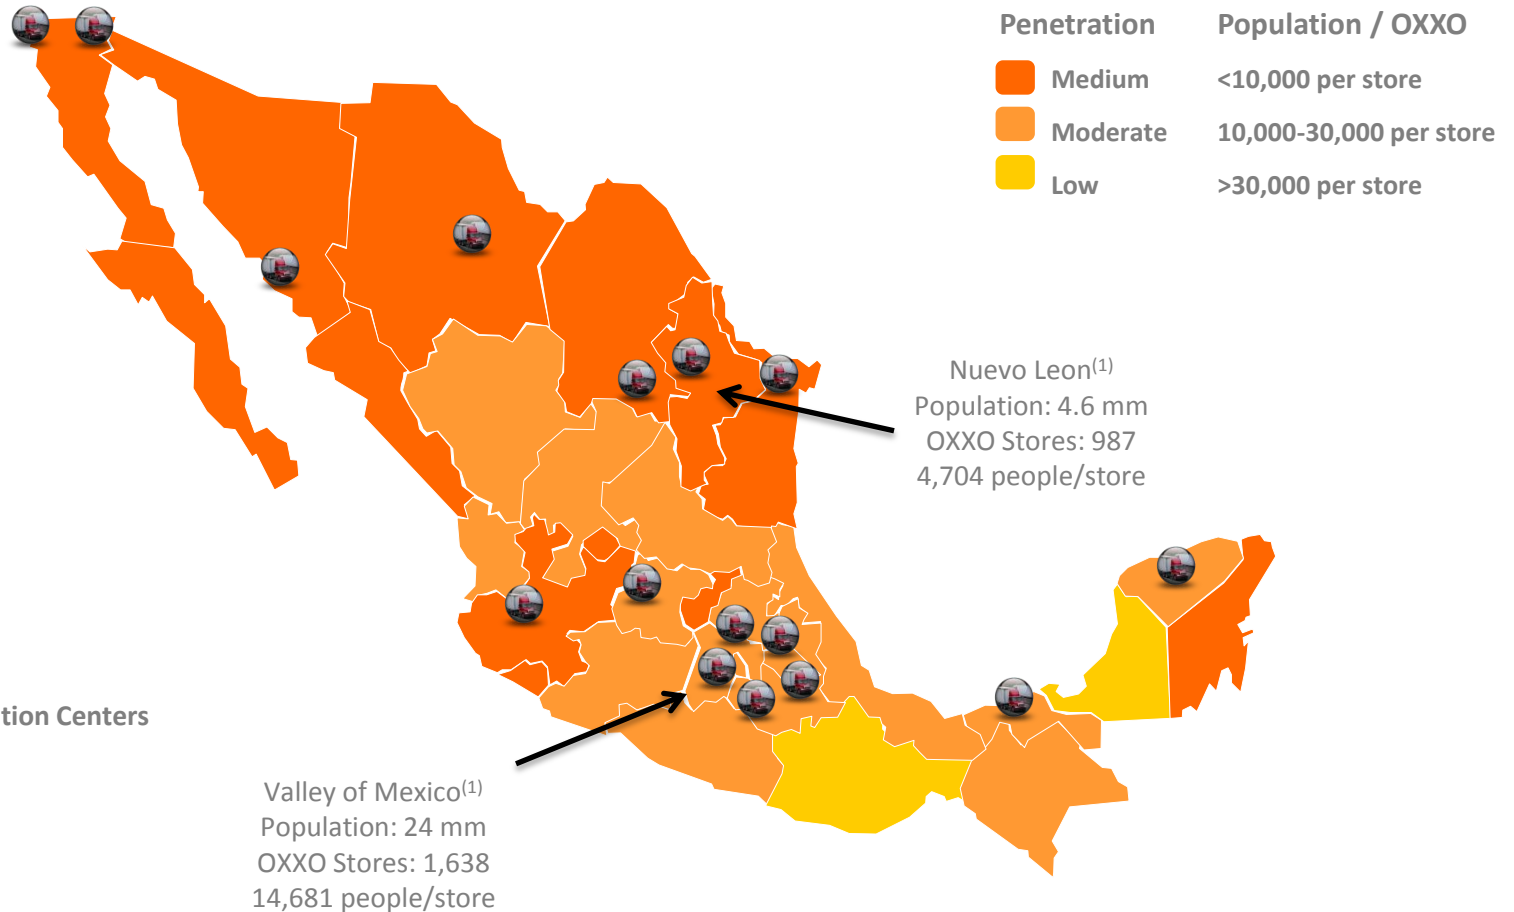 Penetration Population / OXXO
Medium <10,000 per store
Moderate 10,000-30,000 per store
Low >30,000 per store
Nuevo Leon(1)
Population: 4.6 mm
OXXO Stores: 987
4,704 people/store
tion Centers
Valley of Mexico(1)
Population: 24 mm
OXXO Stores: 1,638
14,681 people/store